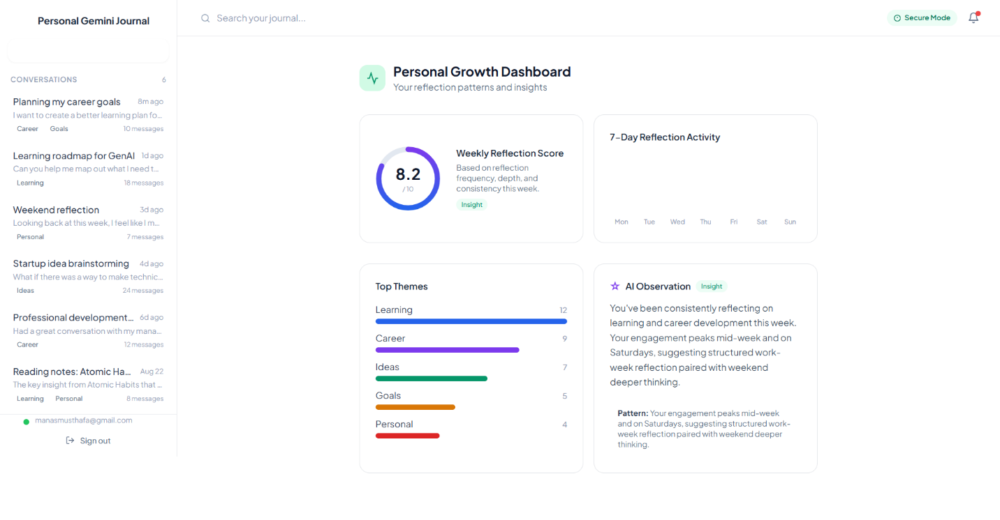 Personal Gemini Journal
Search your journal...
Secure Mode
CONVERSATIONS 6
Planning my career goals 8m ago
I want to create a better learning plan fo...
Career Goals 10 messages
Learning roadmap for GenAI 1d ago
Can you help me map out what I need t...
Learning 18 messages
Weekend reflection 3d ago
Looking back at this week, I feel like I m...
Personal 7 messages
Startup idea brainstorming 4d ago
What if there was a way to make technic...
Ideas 24 messages
Professional development... 6d ago
Had a great conversation with my mana...
Career 12 messages
Reading notes: Atomic Ha... Aug 22
The key insight from Atomic Habits that ...
Learning Personal 8 messages
manasmusthafa@gmail.com
Sign out
Personal Growth Dashboard
Your reflection patterns and insights
8.2
/ 10
Weekly Reflection Score
Based on reflection
frequency, depth, and
consistency this week.
Insight
7-Day Reflection Activity
Mon Tue Wed Thu Fri Sat Sun
Top Themes
Learning 12
Career 9
Ideas 7
Goals 5
Personal 4
AI Observation Insight
You've been consistently reflecting on
learning and career development this week.
Your engagement peaks mid-week and on
Saturdays, suggesting structured work-
week reflection paired with weekend
deeper thinking.
Pattern: Your engagement peaks mid-week
and on Saturdays, suggesting structured work-
week reflection paired with weekend deeper
thinking.